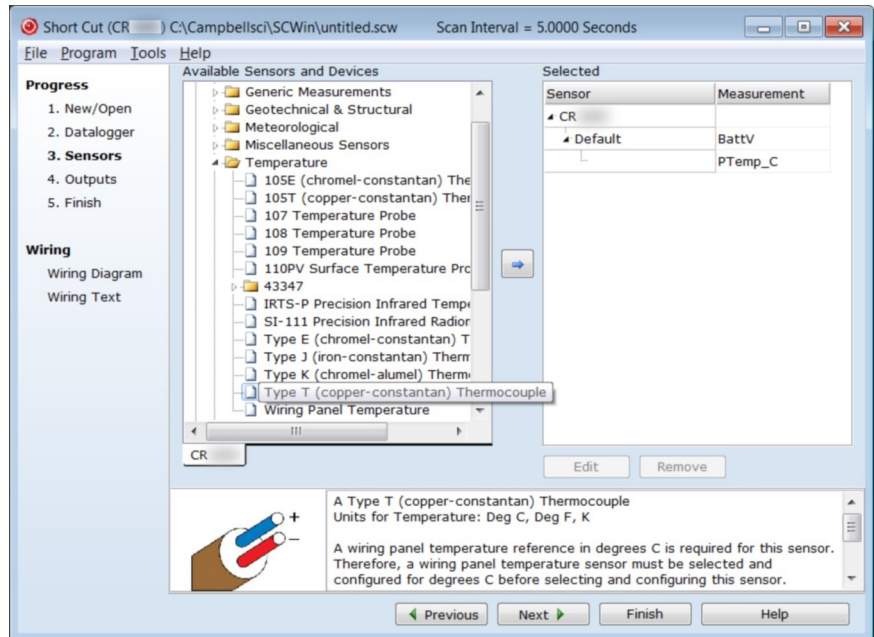 Short Cut (CR ) C:\Campbellsci\SCWin\untitled.scw Scan Interval = 5.0000 Seconds
File Program Tools Help
Progress
1. New/Open
2. Datalogger
3. Sensors
4. Outputs
5. Finish
Wiring
Wiring Diagram
Wiring Text
Available Sensors and Devices
Generic Measurements
Geotechnical & Structural
Meteorological
Miscellaneous Sensors
Temperature
105E (chromel-constantan) The
105T (copper-constantan) Ther
107 Temperature Probe
108 Temperature Probe
109 Temperature Probe
110PV Surface Temperature Pro
43347
IRTS-P Precision Infrared Tempe
SI-111 Precision Infrared Radior
Type E (chromel-constantan) T
Type J (iron-constantan) Therm
Type K (chromel-alumel) Therm
Type T (copper-constantan) Thermocouple
Wiring Panel Temperature
CR
Selected
Sensor Measurement
CR
Default BattV
PTemp_C
Edit Remove
+
-
A Type T (copper-constantan) Thermocouple
Units for Temperature: Deg C, Deg F, K
A wiring panel temperature reference in degrees C is required for this sensor.
Therefore, a wiring panel temperature sensor must be selected and
configured for degrees C before selecting and configuring this sensor.
Previous Next Finish Help